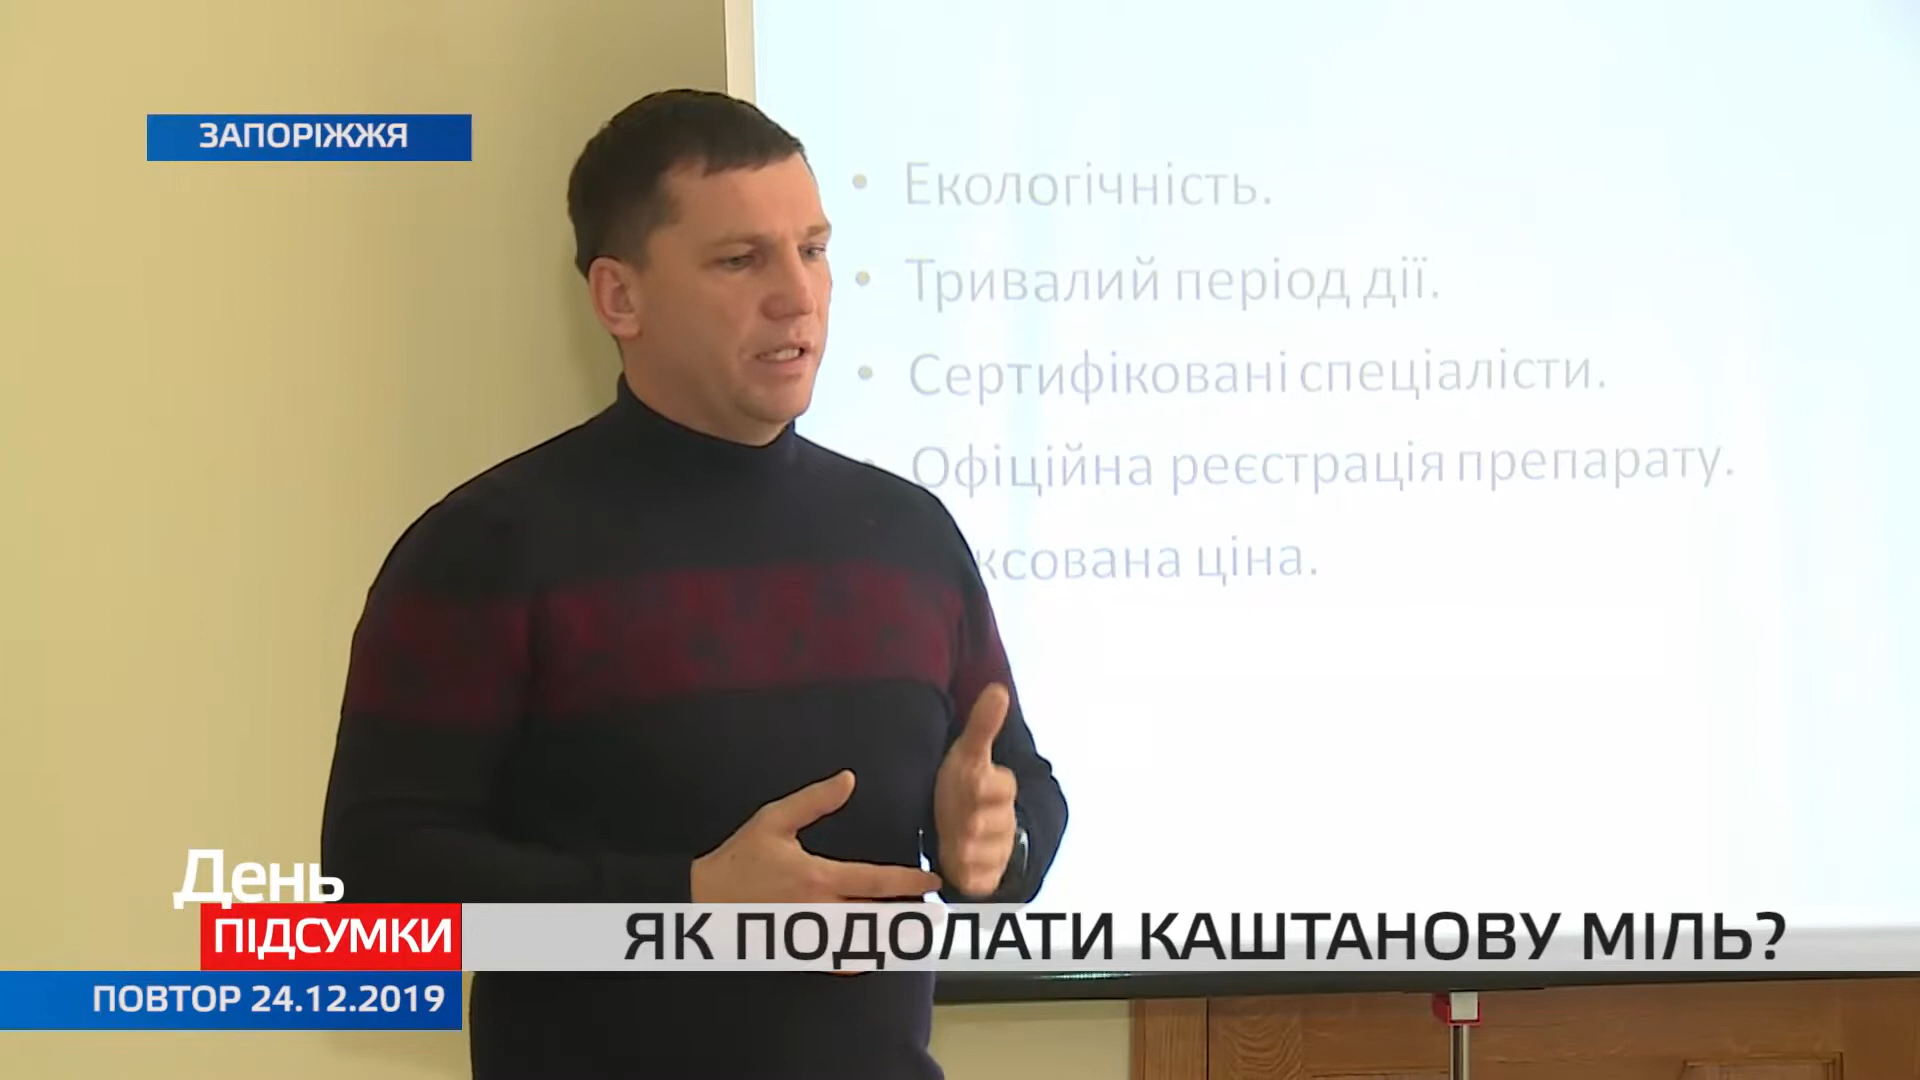 ЗАПОРІЖЖЯ
• Екологічність.
• Тривалий період дії.
• Сертифіковані спеціалісти.
• Офіційна реєстрація препарату.
ксована ціна.
День
ПІДСУМКИ
ЯК ПОДОЛАТИ КАШТАНОВУ МІЛЬ?
ПОВТОР 24.12.2019